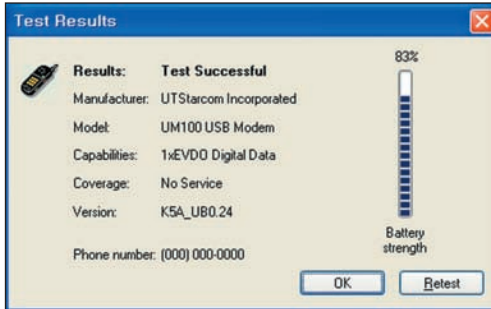 Test Results
83%
Results: Test Successful
Manufacturer: UTStarcom Incorporated
Model: UM100 USB Modem
Capabilities: 1xEVDO Digital Data
Coverage: No Service
Version: K5A_UB0.24
Phone number: (000) 000-0000
Battery
strength
OK Retest